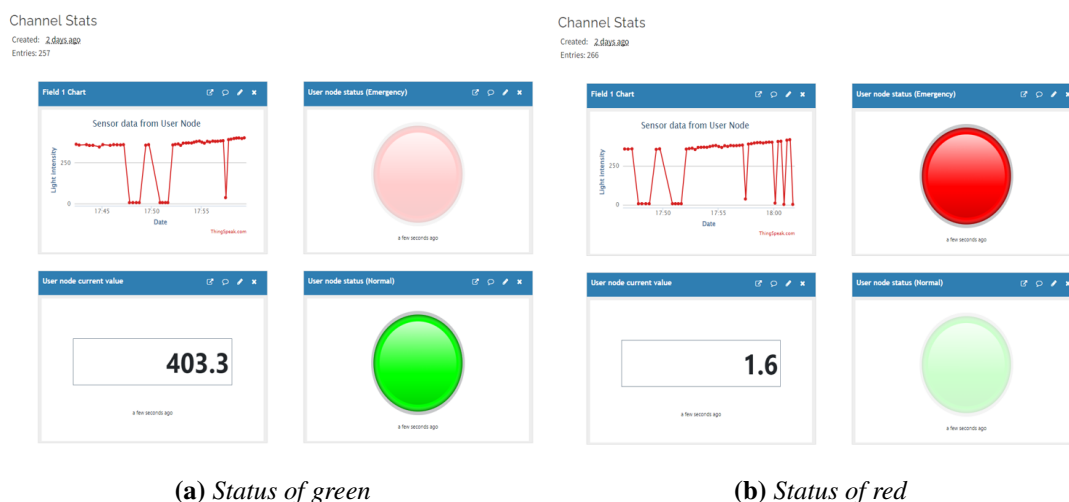 Channel Stats
Created: 2 days ago
Entries: 257
Field 1 Chart
Sensor data from User Node
Light intensity
250
0
17:45 17:50 17:55
Date
ThingSpeak.com
User node status (Emergency)
a few seconds ago
User node current value
403.3
a few seconds ago
User node status (Normal)
a few seconds ago
(a) Status of green
Channel Stats
Created: 2 days ago
Entries: 266
Field 1 Chart
Sensor data from User Node
Light intensity
250
0
17:50 17:55 18:00
Date
ThingSpeak.com
User node status (Emergency)
a few seconds ago
User node current value
1.6
a few seconds ago
User node status (Normal)
a few seconds ago
(b) Status of red